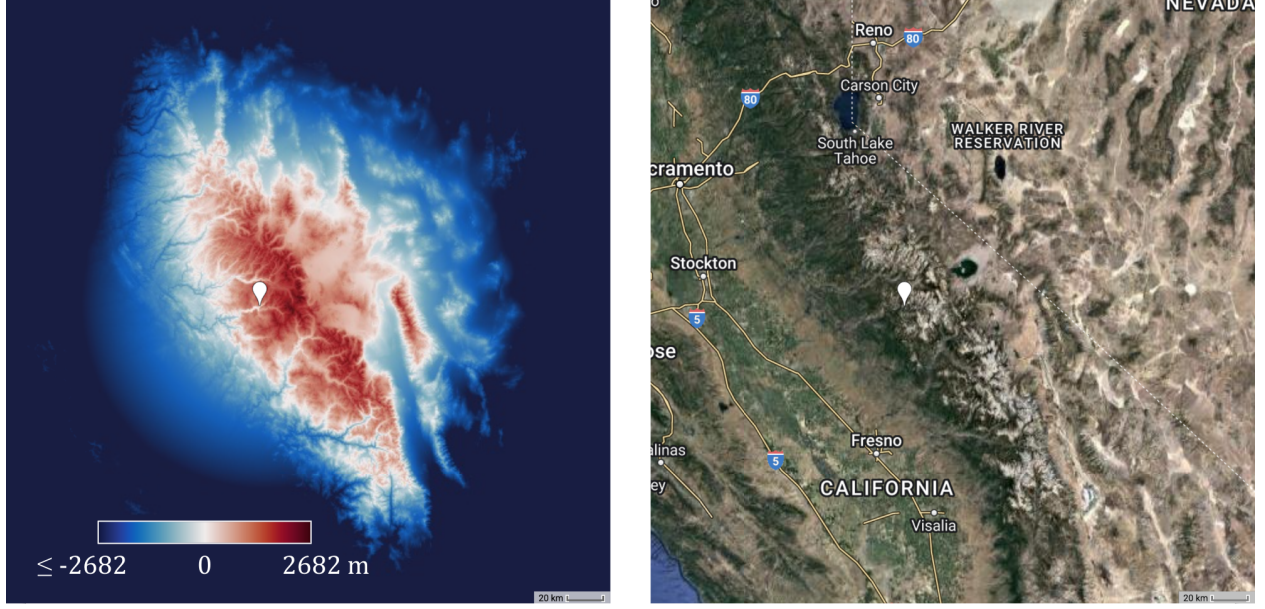 ≤ -2682 0 2682 m
20 km
NEVADA
Reno
80
Carson City
80
South Lake
Tahoe
WALKER RIVER
RESERVATION
cramento
Stockton
5
ose
Fresno
alinas
5
ey
CALIFORNIA
Visalia
20 km